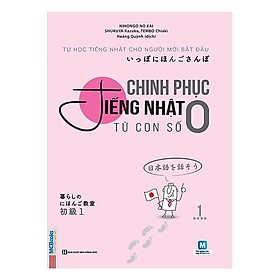 NIHONGO NO KAI
SHUKUYA Kazuko, TENBO Chiaki
Hoàng Quỳnh (dịch)
TỰ HỌC TIẾNG NHẬT CHO NGƯỜI MỚI BẮT ĐẦU
いっぽにほんごさんぽ
CHINH PHỤC
TIẾNG NHẬT
TỪ CON SỐ 0
日本語を話そう
暮らしの
にほんご教室
初級1
1
MCBooks